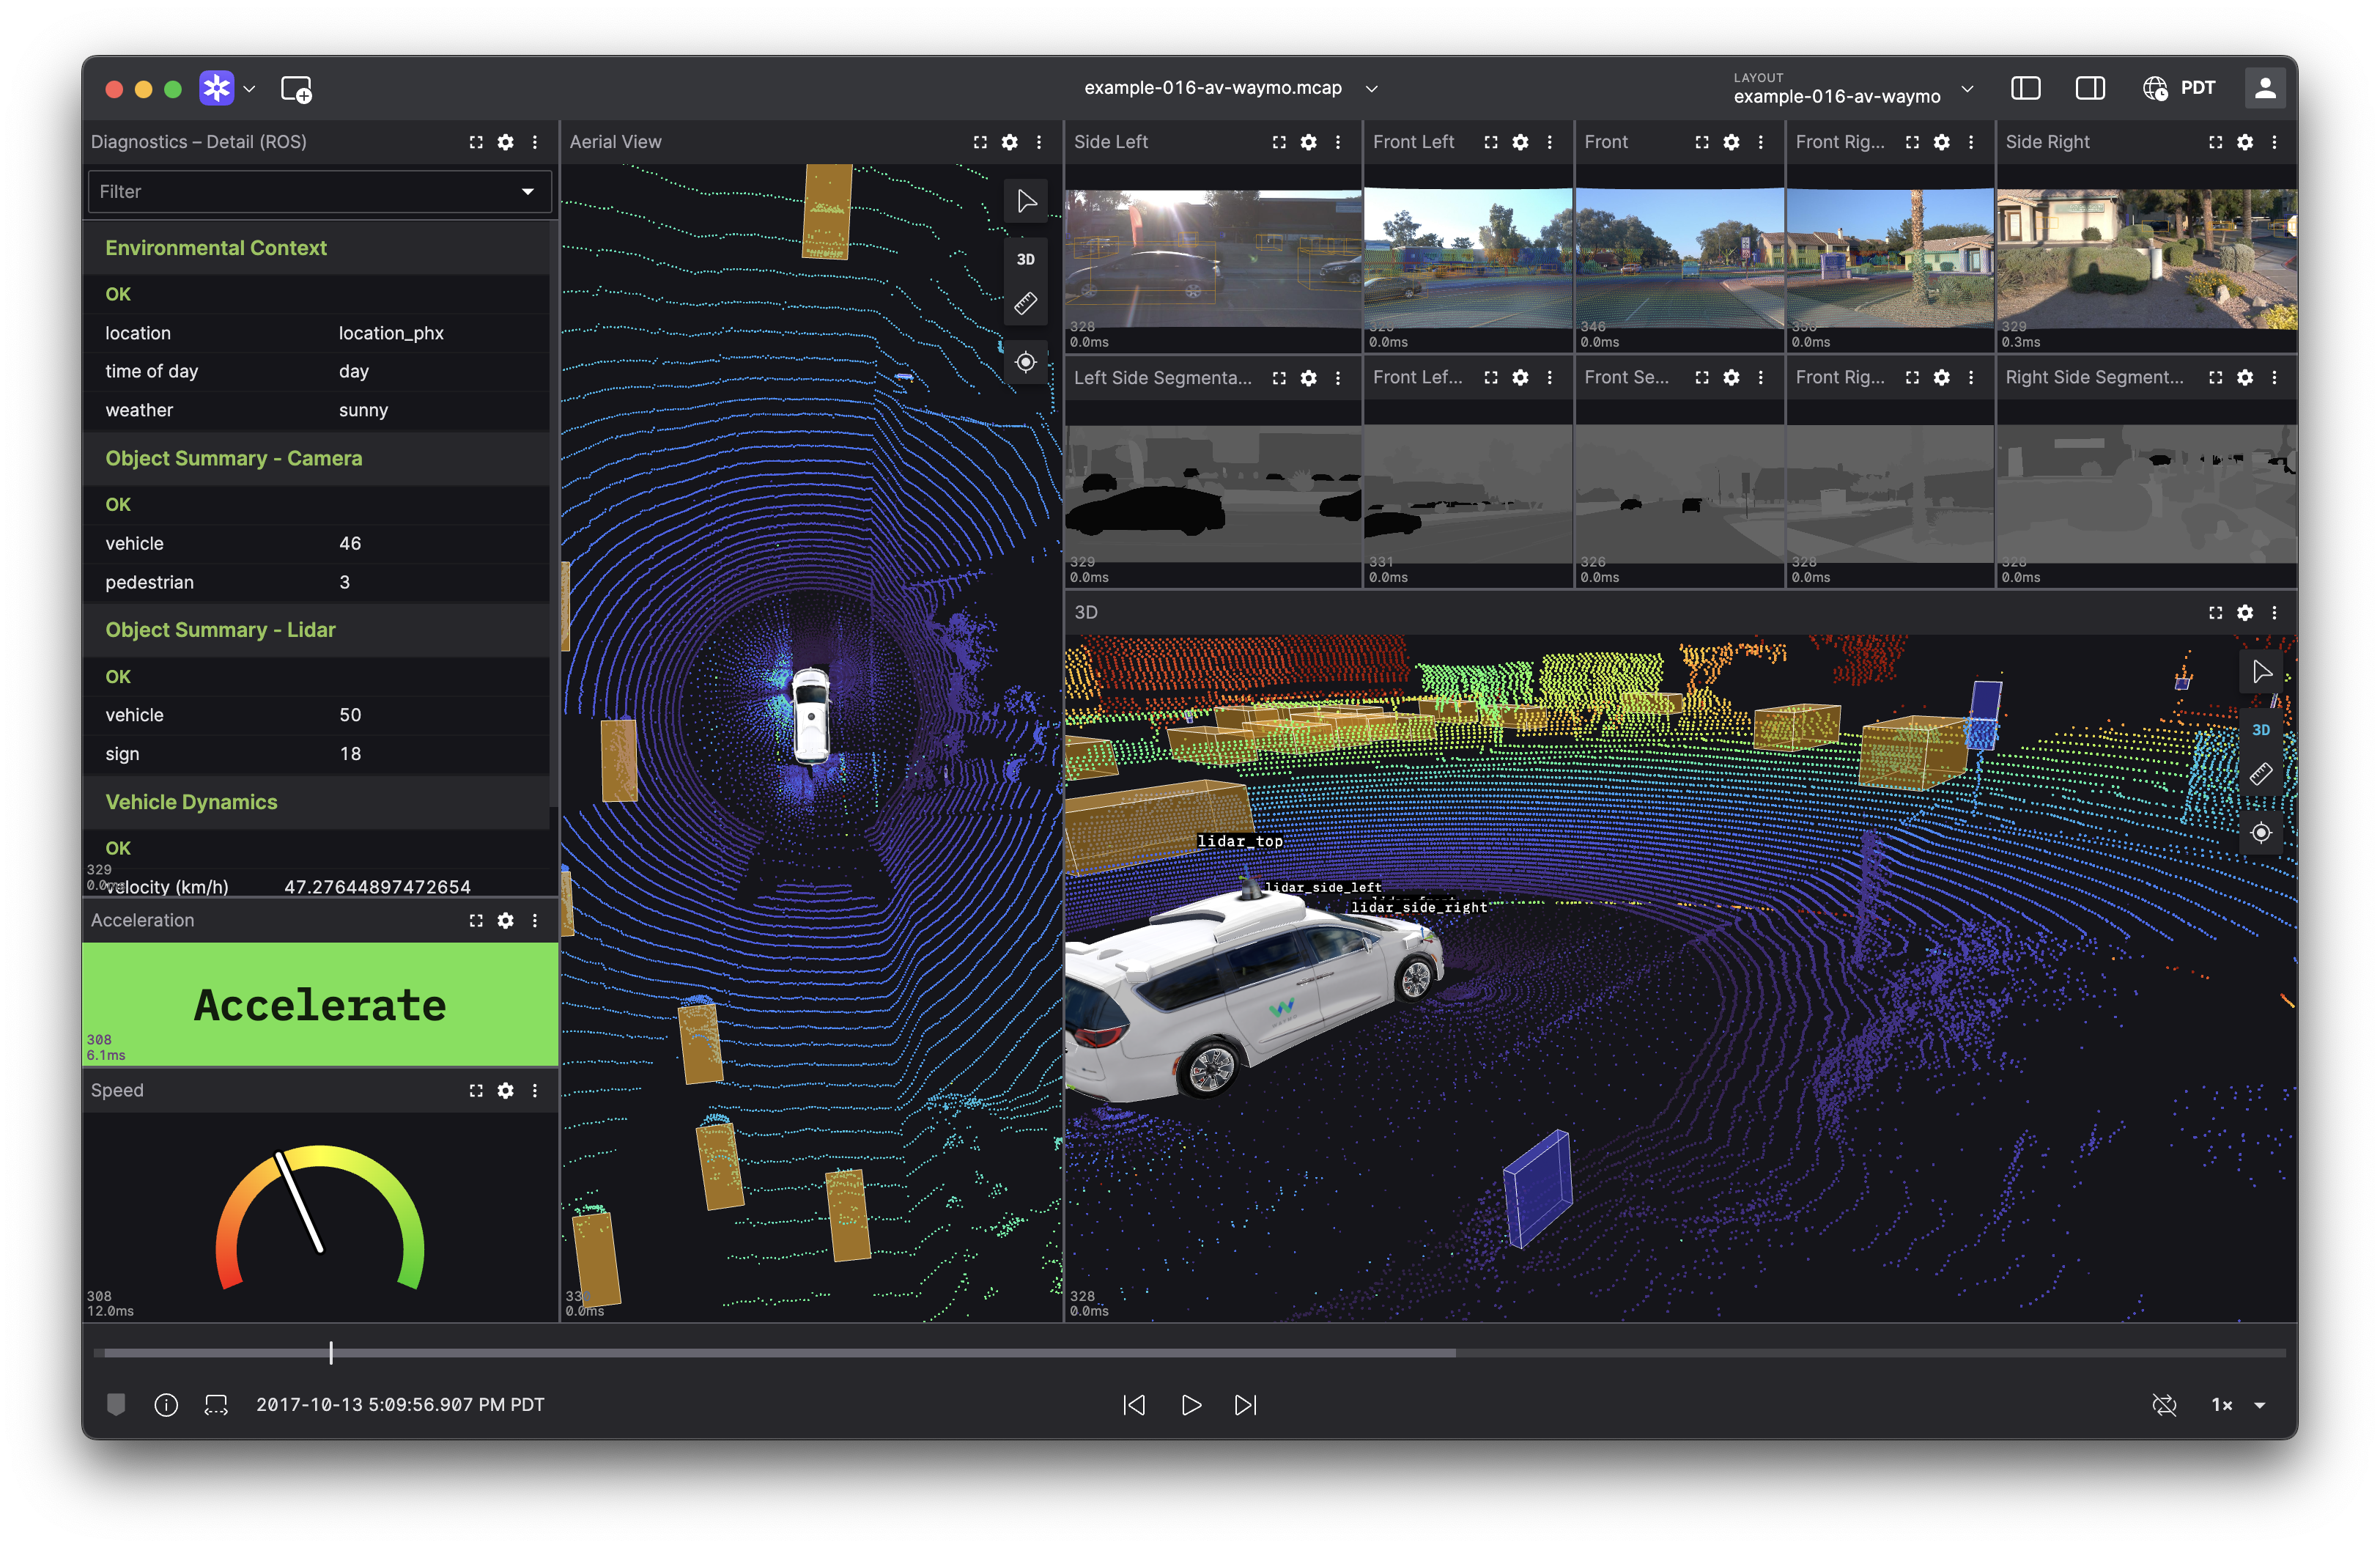 example-016-av-waymo.mcap
LAYOUT
example-016-av-waymo
PDT
Diagnostics – Detail (ROS)
Filter
Environmental Context
OK
location location_phx
time of day day
weather sunny
Object Summary - Camera
OK
vehicle 46
pedestrian 3
Object Summary - Lidar
OK
vehicle 50
sign 18
Vehicle Dynamics
OK
329
0.0ms
velocity (km/h) 47.27644897472654
Acceleration
Accelerate
308
6.1ms
Speed
308
12.0ms
Aerial View
3D
0.0ms
Side Left
328
0.0ms
Front Left
0.0ms
Front
346
0.0ms
Front Rig...
0.0ms
Side Right
329
0.3ms
Left Side Segmenta...
329
0.0ms
Front Lef...
331
0.0ms
Front Se...
326
0.0ms
Front Rig...
328
0.0ms
Right Side Segment...
328
0.0ms
3D
3D
lidar_top
lidar_side_left
lidar_side_right
328
0.0ms
2017-10-13 5:09:56.907 PM PDT
1×